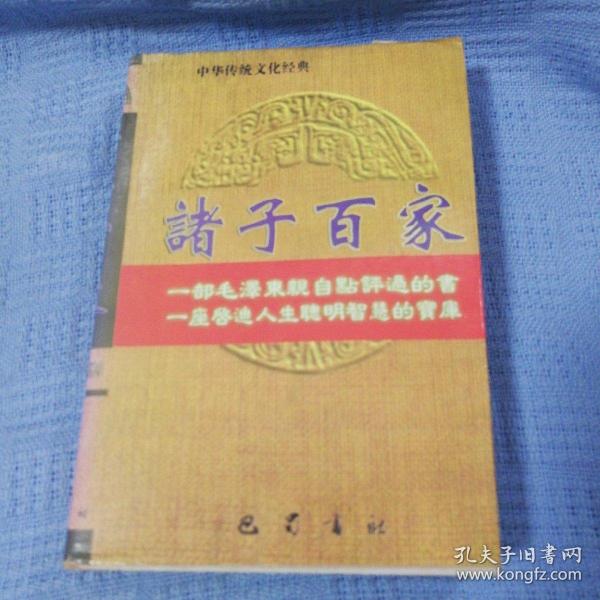 中华传统文化经典
諸子百家
一部毛澤東親自點評過的書
一座啓迪人生聰明智慧的寶庫
巴蜀書社
孔夫子旧书网
www.kongfz.com